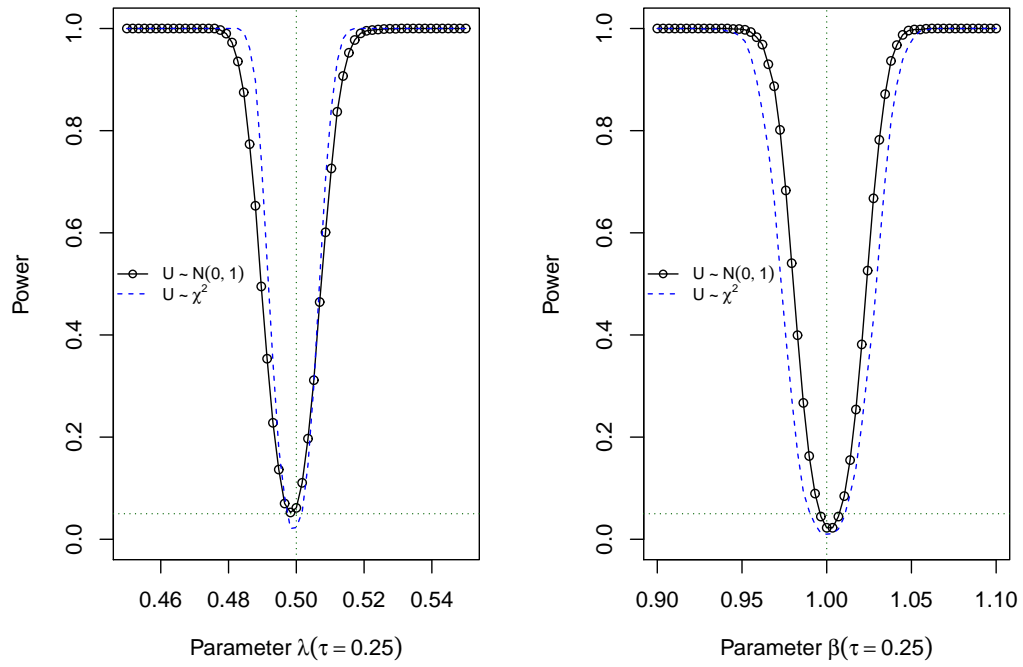 Power
1.0
0.8
0.6
0.4
0.2
0.0
U ~ N(0, 1)
U ~ χ²
0.46 0.48 0.50 0.52 0.54
Parameter λ(τ = 0.25)
Power
1.0
0.8
0.6
0.4
0.2
0.0
U ~ N(0, 1)
U ~ χ²
0.90 0.95 1.00 1.05 1.10
Parameter β(τ = 0.25)